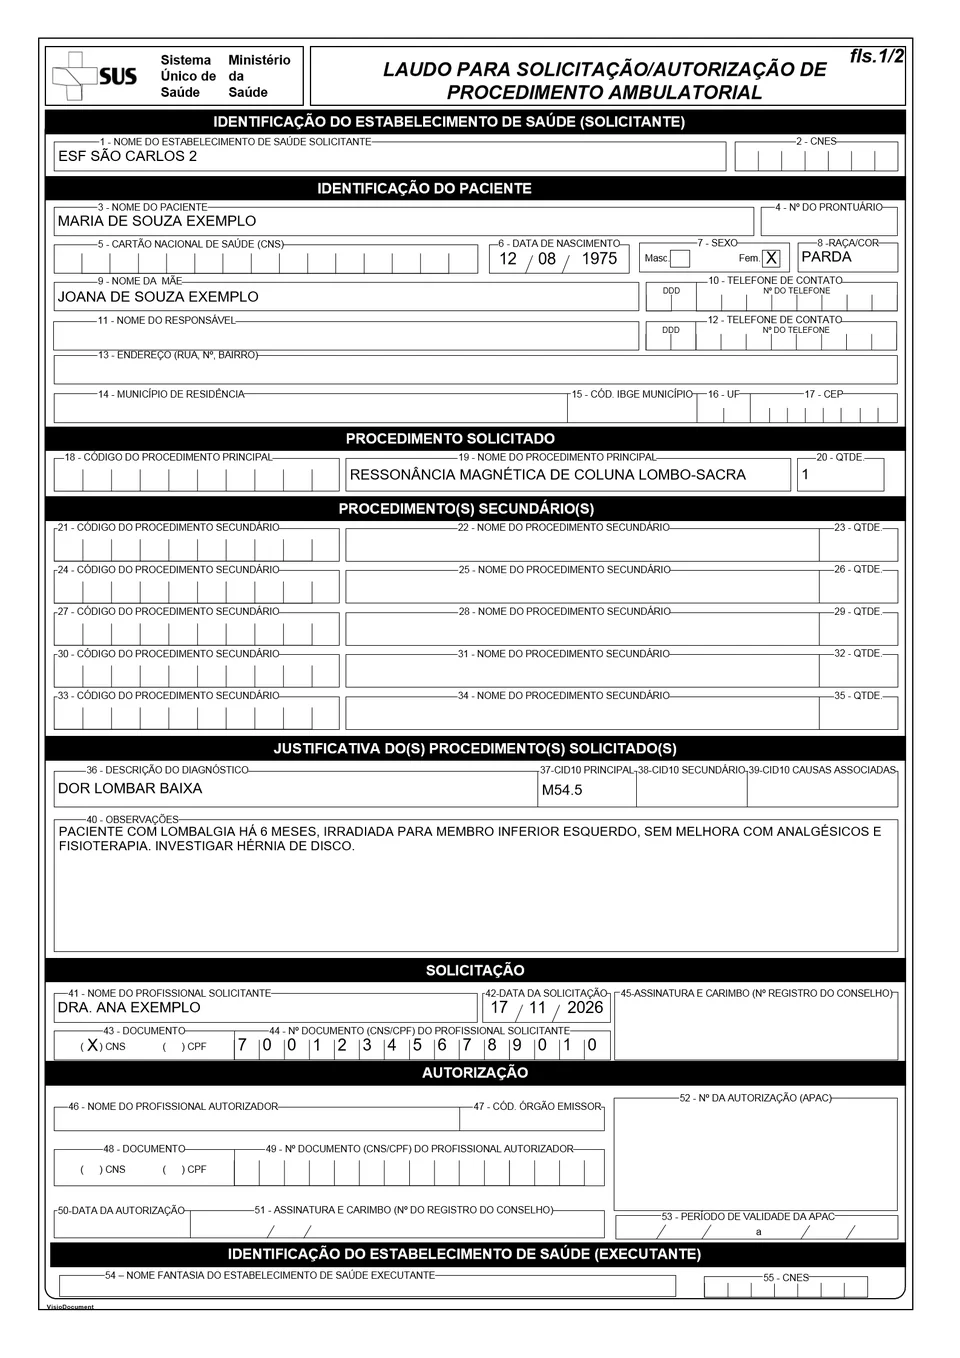 fls.1/2
SUS
Sistema Único de Saúde
Ministério da Saúde
LAUDO PARA SOLICITAÇÃO/AUTORIZAÇÃO DE
PROCEDIMENTO AMBULATORIAL
IDENTIFICAÇÃO DO ESTABELECIMENTO DE SAÚDE (SOLICITANTE)
1 - NOME DO ESTABELECIMENTO DE SAÚDE SOLICITANTE
2 - CNES
ESF SÃO CARLOS 2
IDENTIFICAÇÃO DO PACIENTE
3 - NOME DO PACIENTE
4 - Nº DO PRONTUÁRIO
MARIA DE SOUZA EXEMPLO
5 - CARTÃO NACIONAL DE SAÚDE (CNS)
6 - DATA DE NASCIMENTO
7 - SEXO
8 -RAÇA/COR
12 / 08 / 1975
Masc.
Fem. X
PARDA
9 - NOME DA MÃE
10 - TELEFONE DE CONTATO
DDD
Nº DO TELEFONE
JOANA DE SOUZA EXEMPLO
11 - NOME DO RESPONSÁVEL
12 - TELEFONE DE CONTATO
DDD
Nº DO TELEFONE
13 - ENDEREÇO (RUA, Nº, BAIRRO)
14 - MUNICÍPIO DE RESIDÊNCIA
15 - CÓD. IBGE MUNICÍPIO
16 - UF
17 - CEP
PROCEDIMENTO SOLICITADO
18 - CÓDIGO DO PROCEDIMENTO PRINCIPAL
19 - NOME DO PROCEDIMENTO PRINCIPAL
20 - QTDE.
RESSONÂNCIA MAGNÉTICA DE COLUNA LOMBO-SACRA
1
PROCEDIMENTO(S) SECUNDÁRIO(S)
21 - CÓDIGO DO PROCEDIMENTO SECUNDÁRIO
22 - NOME DO PROCEDIMENTO SECUNDÁRIO
23 - QTDE.
24 - CÓDIGO DO PROCEDIMENTO SECUNDÁRIO
25 - NOME DO PROCEDIMENTO SECUNDÁRIO
26 - QTDE.
27 - CÓDIGO DO PROCEDIMENTO SECUNDÁRIO
28 - NOME DO PROCEDIMENTO SECUNDÁRIO
29 - QTDE.
30 - CÓDIGO DO PROCEDIMENTO SECUNDÁRIO
31 - NOME DO PROCEDIMENTO SECUNDÁRIO
32 - QTDE.
33 - CÓDIGO DO PROCEDIMENTO SECUNDÁRIO
34 - NOME DO PROCEDIMENTO SECUNDÁRIO
35 - QTDE.
JUSTIFICATIVA DO(S) PROCEDIMENTO(S) SOLICITADO(S)
36 - DESCRIÇÃO DO DIAGNÓSTICO
37-CID10 PRINCIPAL
38-CID10 SECUNDÁRIO
39-CID10 CAUSAS ASSOCIADAS
DOR LOMBAR BAIXA
M54.5
40 - OBSERVAÇÕES
PACIENTE COM LOMBALGIA HÁ 6 MESES, IRRADIADA PARA MEMBRO INFERIOR ESQUERDO, SEM MELHORA COM ANALGÉSICOS E
FISIOTERAPIA. INVESTIGAR HÉRNIA DE DISCO.
SOLICITAÇÃO
41 - NOME DO PROFISSIONAL SOLICITANTE
42-DATA DA SOLICITAÇÃO
45-ASSINATURA E CARIMBO (Nº REGISTRO DO CONSELHO)
DRA. ANA EXEMPLO
17 / 11 / 2026
43 - DOCUMENTO
44 - Nº DOCUMENTO (CNS/CPF) DO PROFISSIONAL SOLICITANTE
(X) CNS ( ) CPF
7 0 0 1 2 3 4 5 6 7 8 9 0 1 0
AUTORIZAÇÃO
46 - NOME DO PROFISSIONAL AUTORIZADOR
47 - CÓD. ÓRGÃO EMISSOR
52 - Nº DA AUTORIZAÇÃO (APAC)
48 - DOCUMENTO
49 - Nº DOCUMENTO (CNS/CPF) DO PROFISSIONAL AUTORIZADOR
( ) CNS ( ) CPF
50-DATA DA AUTORIZAÇÃO
51 - ASSINATURA E CARIMBO (Nº DO REGISTRO DO CONSELHO)
/ /
53 - PERÍODO DE VALIDADE DA APAC
/ / a / /
IDENTIFICAÇÃO DO ESTABELECIMENTO DE SAÚDE (EXECUTANTE)
54 – NOME FANTASIA DO ESTABELECIMENTO DE SAÚDE EXECUTANTE
55 - CNES
VisioDocument